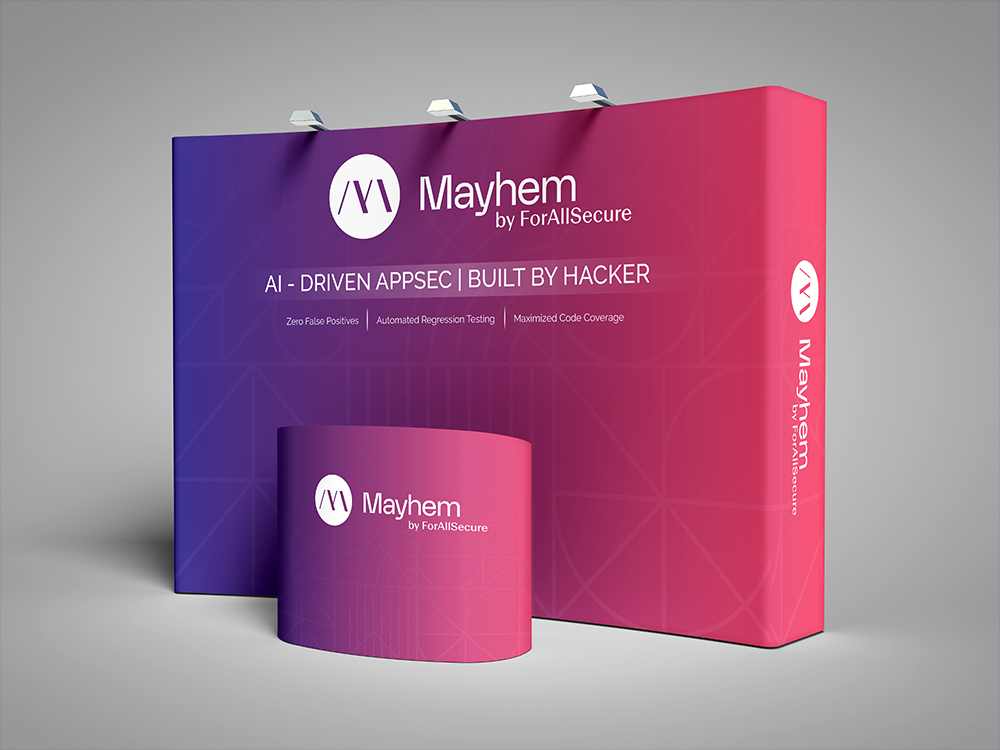 Mayhem
by ForAllSecure
AI - DRIVEN APPSEC | BUILT BY HACKER
Zero False Positives | Automated Regression Testing | Maximized Code Coverage
Mayhem
by ForAllSecure
Mayhem
by ForAllSecure